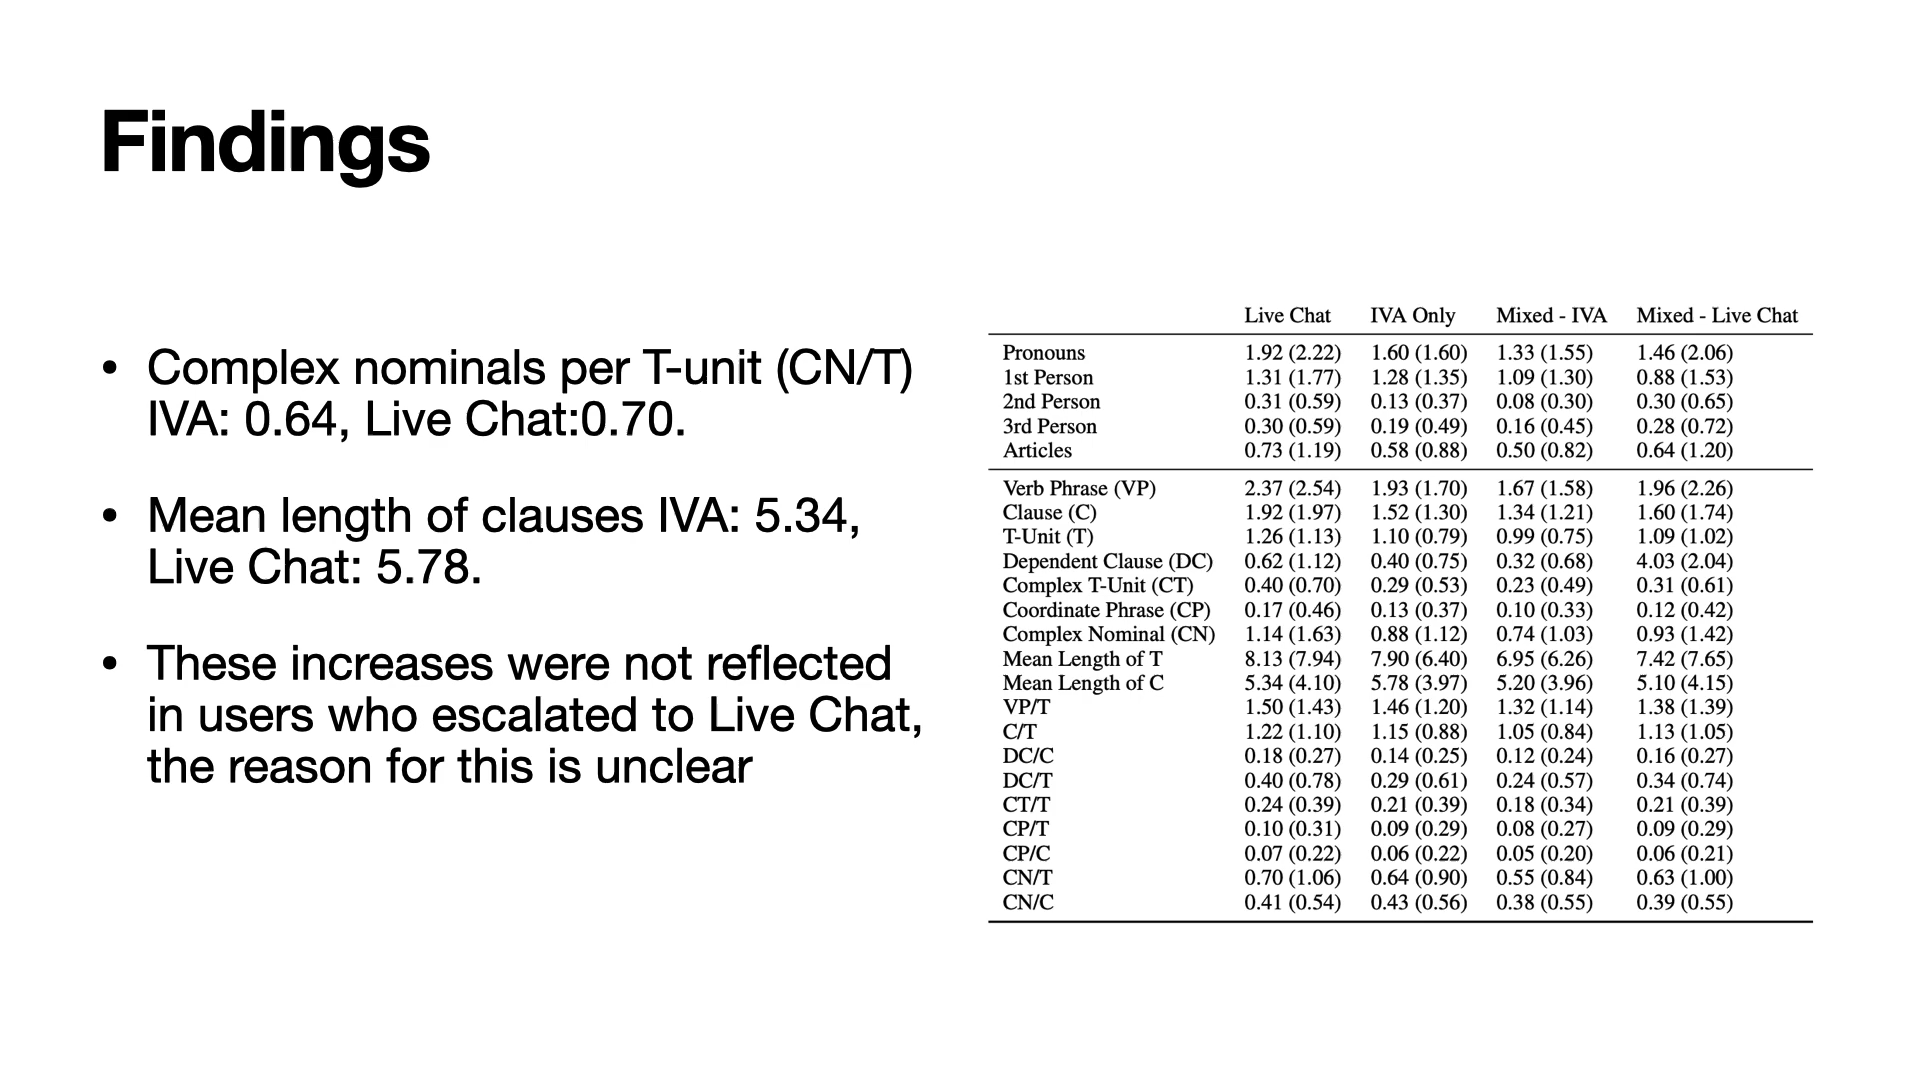 Findings
• Complex nominals per T-unit (CN/T)
IVA: 0.64, Live Chat:0.70.
• Mean length of clauses IVA: 5.34,
Live Chat: 5.78.
• These increases were not reflected
in users who escalated to Live Chat,
the reason for this is unclear
Live Chat IVA Only Mixed - IVA Mixed - Live Chat
Pronouns 1.92 (2.22) 1.60 (1.60) 1.33 (1.55) 1.46 (2.06)
1st Person 1.31 (1.77) 1.28 (1.35) 1.09 (1.30) 0.88 (1.53)
2nd Person 0.31 (0.59) 0.13 (0.37) 0.08 (0.30) 0.30 (0.65)
3rd Person 0.30 (0.59) 0.19 (0.49) 0.16 (0.45) 0.28 (0.72)
Articles 0.73 (1.19) 0.58 (0.88) 0.50 (0.82) 0.64 (1.20)
Verb Phrase (VP) 2.37 (2.54) 1.93 (1.70) 1.67 (1.58) 1.96 (2.26)
Clause (C) 1.92 (1.97) 1.52 (1.30) 1.34 (1.21) 1.60 (1.74)
T-Unit (T) 1.26 (1.13) 1.10 (0.79) 0.99 (0.75) 1.09 (1.02)
Dependent Clause (DC) 0.62 (1.12) 0.40 (0.75) 0.32 (0.68) 4.03 (2.04)
Complex T-Unit (CT) 0.40 (0.70) 0.29 (0.53) 0.23 (0.49) 0.31 (0.61)
Coordinate Phrase (CP) 0.17 (0.46) 0.13 (0.37) 0.10 (0.33) 0.12 (0.42)
Complex Nominal (CN) 1.14 (1.63) 0.88 (1.12) 0.74 (1.03) 0.93 (1.42)
Mean Length of T 8.13 (7.94) 7.90 (6.40) 6.95 (6.26) 7.42 (7.65)
Mean Length of C 5.34 (4.10) 5.78 (3.97) 5.20 (3.96) 5.10 (4.15)
VP/T 1.50 (1.43) 1.46 (1.20) 1.32 (1.14) 1.38 (1.39)
C/T 1.22 (1.10) 1.15 (0.88) 1.05 (0.84) 1.13 (1.05)
DC/C 0.18 (0.27) 0.14 (0.25) 0.12 (0.24) 0.16 (0.27)
DC/T 0.40 (0.78) 0.29 (0.61) 0.24 (0.57) 0.34 (0.74)
CT/T 0.24 (0.39) 0.21 (0.39) 0.18 (0.34) 0.21 (0.39)
CP/T 0.10 (0.31) 0.09 (0.29) 0.08 (0.27) 0.09 (0.29)
CP/C 0.07 (0.22) 0.06 (0.22) 0.05 (0.20) 0.06 (0.21)
CN/T 0.70 (1.06) 0.64 (0.90) 0.55 (0.84) 0.63 (1.00)
CN/C 0.41 (0.54) 0.43 (0.56) 0.38 (0.55) 0.39 (0.55)